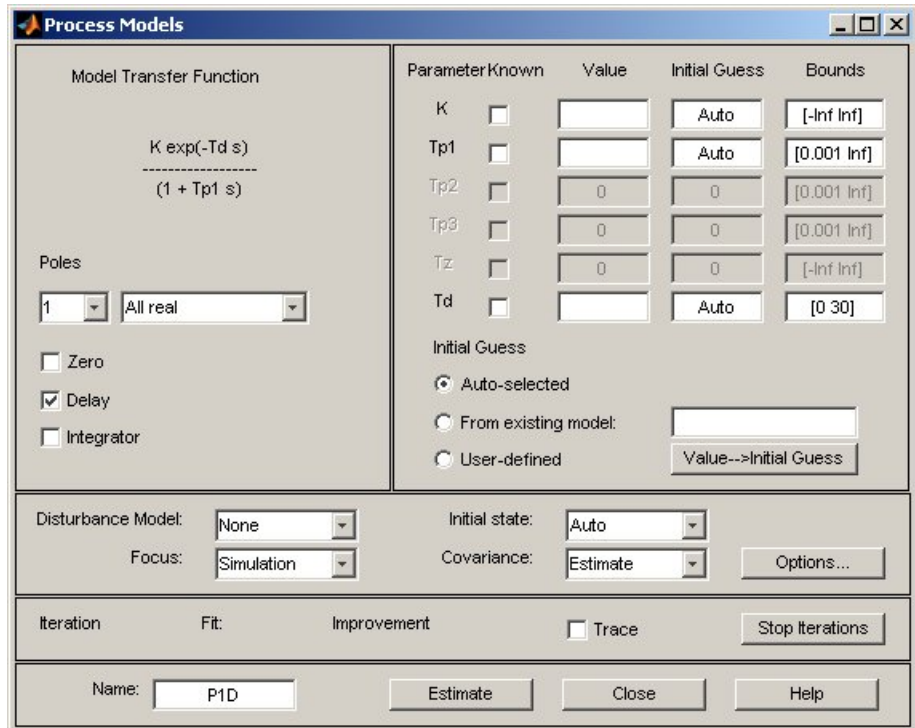 Process Models
Model Transfer Function
K exp(-Td s)
------------------
(1 + Tp1 s)
Poles
1 All real
Zero
Delay
Integrator
Parameter Known Value Initial Guess Bounds
K Auto [-Inf Inf]
Tp1 Auto [0.001 Inf]
Tp2 0 0 [0.001 Inf]
Tp3 0 0 [0.001 Inf]
Tz 0 0 [-Inf Inf]
Td Auto [0 30]
Initial Guess
Auto-selected
From existing model:
User-defined Value-->Initial Guess
Disturbance Model: None Initial state: Auto
Focus: Simulation Covariance: Estimate Options...
Iteration Fit: Improvement Trace Stop Iterations
Name: P1D Estimate Close Help